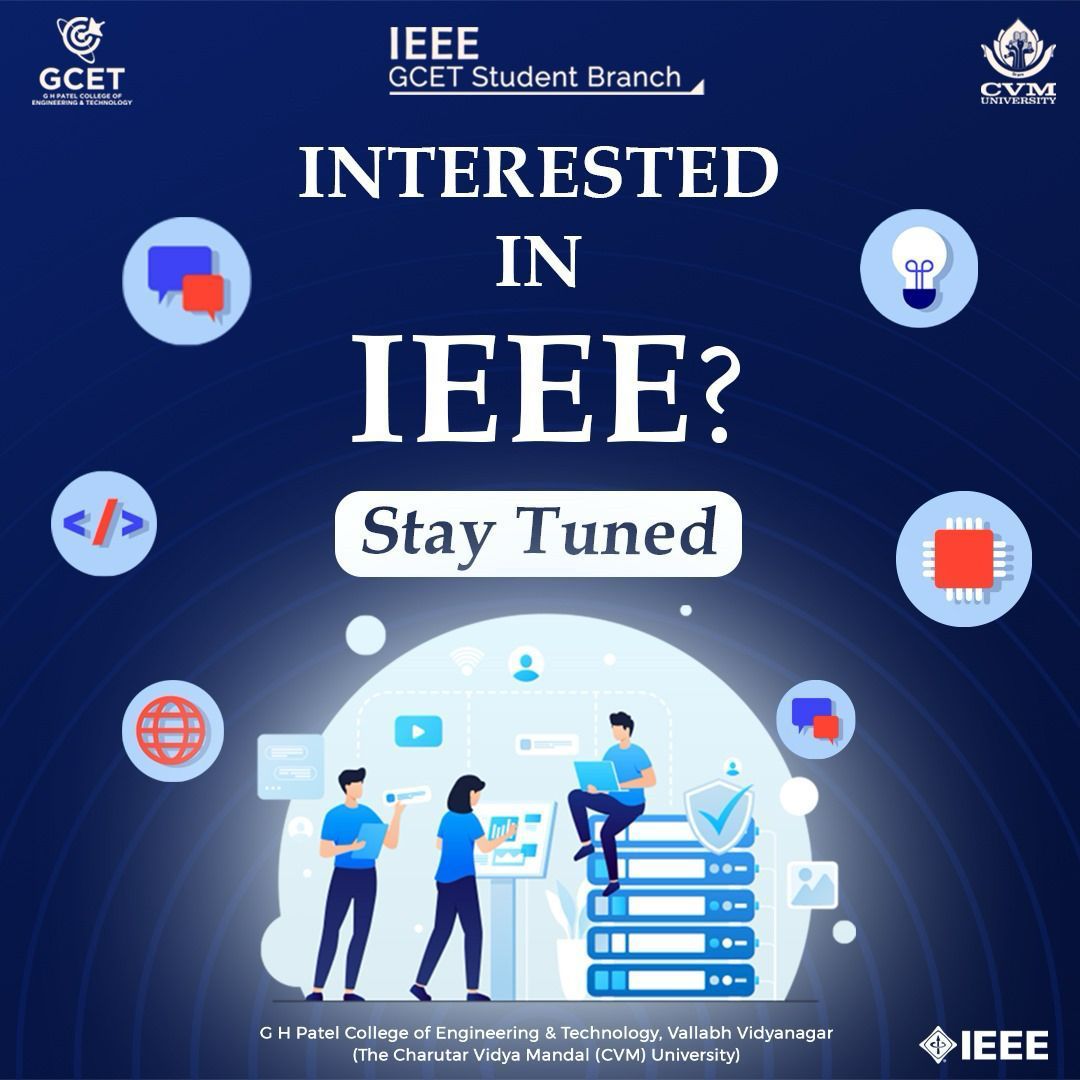 GCET
G H PATEL COLLEGE OF
ENGINEERING & TECHNOLOGY
IEEE
GCET Student Branch
CVM
UNIVERSITY
INTERESTED
IN
IEEE?
Stay Tuned
G H Patel College of Engineering & Technology, Vallabh Vidyanagar
(The Charutar Vidya Mandal (CVM) University)
IEEE